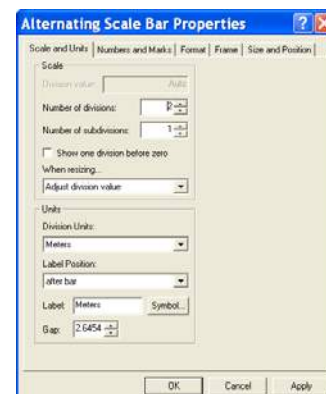 Alternating Scale Bar Properties
Scale and Units Numbers and Marks Format Frame Size and Position
Scale
Division value: Auto
Number of divisions: 2
Number of subdivisions: 1
Show one division before zero
When resizing...
Adjust division value
Units
Division Units:
Meters
Label Position:
after bar
Label: Meters Symbol...
Gap: 2.6454
OK Cancel Apply